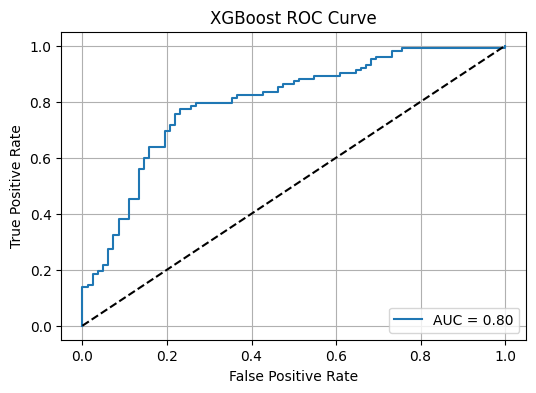 XGBoost ROC Curve
True Positive Rate
1.0
0.8
0.6
0.4
0.2
0.0
0.0 0.2 0.4 0.6 0.8 1.0
False Positive Rate
AUC = 0.80